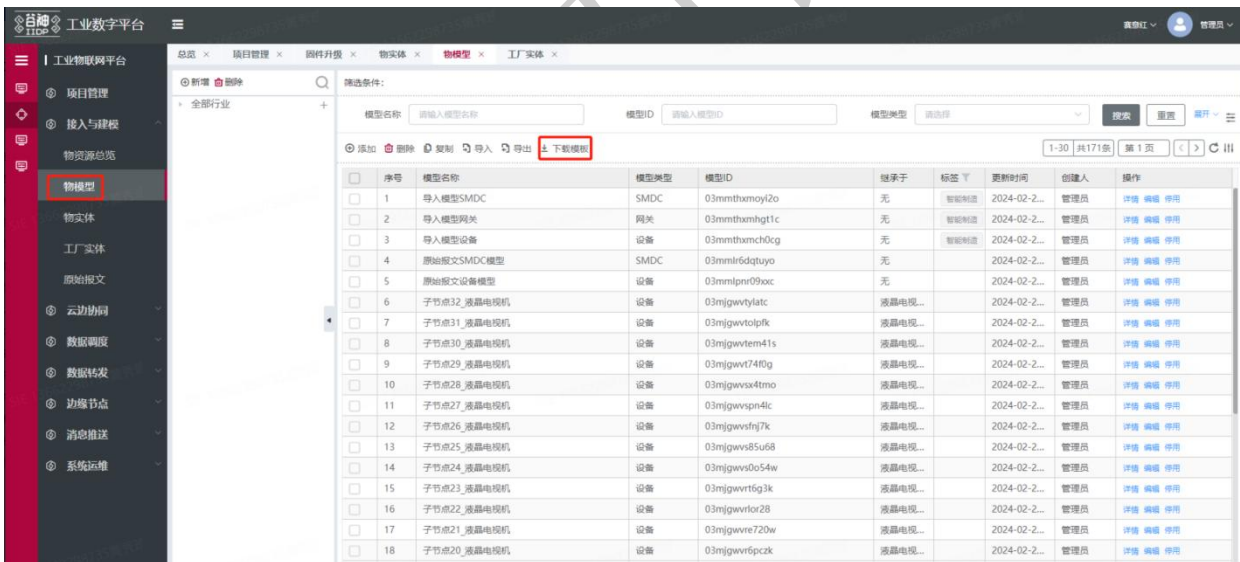 谷神 IIDP 工业数字平台
管理员
工业物联网平台
总览 × 项目管理 × 固件升级 × 物实体 × 物模型 × 工厂实体 ×
项目管理
接入与建模
物资源总览
物模型
物实体
工厂实体
原始报文
云边协同
数据调度
数据转发
边缘节点
消息推送
系统运维
新增 删除
全部行业 +
筛选条件:
模型名称 请输入模型名称 模型ID 请输入模型ID 模型类型 请选择 搜索 重置 展开
添加 删除 复制 导入 导出 下载模板 1-30 共171条 第1页 < >
序号 模型名称 模型类型 模型ID 继承于 标签 更新时间 创建人 操作
1 导入模型SMDC SMDC 03mmthxmoyi2o 无 智能制造 2024-02-2... 管理员 详情 编辑 停用
2 导入模型网关 网关 03mmthxmhgt1c 无 智能制造 2024-02-2... 管理员 详情 编辑 停用
3 导入模型设备 设备 03mmthxmch0cg 无 智能制造 2024-02-2... 管理员 详情 编辑 停用
4 原始报文SMDC模型 SMDC 03mmlr6dqtuyo 无 2024-02-2... 管理员 详情 编辑 停用
5 原始报文设备模型 设备 03mmlpnr09xxc 无 2024-02-2... 管理员 详情 编辑 停用
6 子节点32_液晶电视机 设备 03mjgwvtylatc 液晶电视... 2024-02-2... 管理员 详情 编辑 停用
7 子节点31_液晶电视机 设备 03mjgwvtolpfk 液晶电视... 2024-02-2... 管理员 详情 编辑 停用
8 子节点30_液晶电视机 设备 03mjgwvtem41s 液晶电视... 2024-02-2... 管理员 详情 编辑 停用
9 子节点29_液晶电视机 设备 03mjgwvt74f0g 液晶电视... 2024-02-2... 管理员 详情 编辑 停用
10 子节点28_液晶电视机 设备 03mjgwvsx4tmo 液晶电视... 2024-02-2... 管理员 详情 编辑 停用
11 子节点27_液晶电视机 设备 03mjgwvspn4lc 液晶电视... 2024-02-2... 管理员 详情 编辑 停用
12 子节点26_液晶电视机 设备 03mjgwvsfnj7k 液晶电视... 2024-02-2... 管理员 详情 编辑 停用
13 子节点25_液晶电视机 设备 03mjgwvs85u68 液晶电视... 2024-02-2... 管理员 详情 编辑 停用
14 子节点24_液晶电视机 设备 03mjgwvs0o54w 液晶电视... 2024-02-2... 管理员 详情 编辑 停用
15 子节点23_液晶电视机 设备 03mjgwvrt6g3k 液晶电视... 2024-02-2... 管理员 详情 编辑 停用
16 子节点22_液晶电视机 设备 03mjgwvrlor28 液晶电视... 2024-02-2... 管理员 详情 编辑 停用
17 子节点21_液晶电视机 设备 03mjgwvre720w 液晶电视... 2024-02-2... 管理员 详情 编辑 停用
18 子节点20_液晶电视机 设备 03mjgwvr6pczk 液晶电视... 2024-02-2... 管理员 详情 编辑 停用